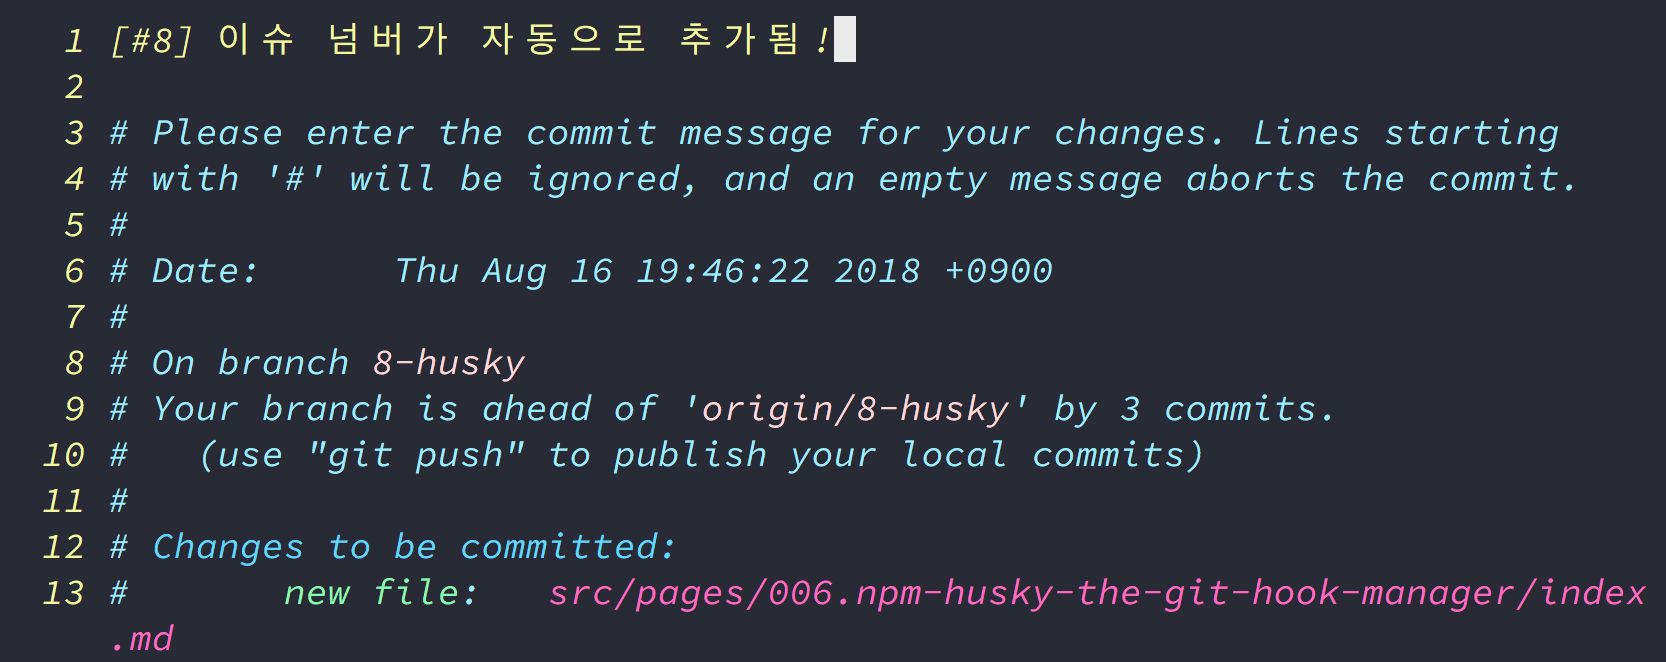 1 [#8] 이슈 넘버가 자동으로 추가됨!
2
3 # Please enter the commit message for your changes. Lines starting
4 # with '#' will be ignored, and an empty message aborts the commit.
5 #
6 # Date:      Thu Aug 16 19:46:22 2018 +0900
7 #
8 # On branch 8-husky
9 # Your branch is ahead of 'origin/8-husky' by 3 commits.
10 #   (use "git push" to publish your local commits)
11 #
12 # Changes to be committed:
13 #       new file:   src/pages/006.npm-husky-the-git-hook-manager/index
.md